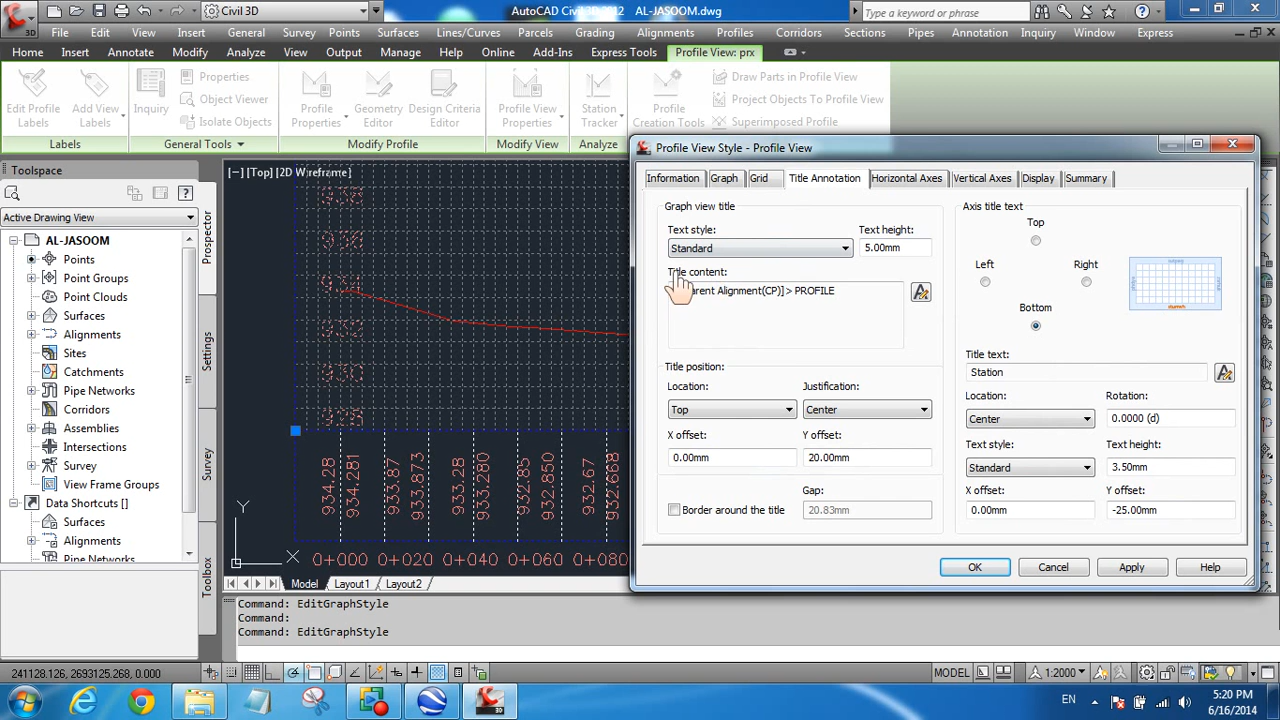 Civil 3D
AutoCAD Civil 3D 2012 AL-JASOOM.dwg
Type a keyword or phrase
3D
File Edit View Insert General Survey Points Surfaces Lines/Curves Parcels Grading Alignments Profiles Corridors Sections Pipes Annotation Inquiry Window Express
Home Insert Annotate Modify Analyze View Output Manage Help Online Add-Ins Express Tools Profile View: prx
Edit Profile Labels
Add View Labels
Inquiry
Properties
Object Viewer
Isolate Objects
Profile Properties
Geometry Editor
Design Criteria Editor
Profile View Properties
Station Tracker
Profile Creation Tools
Draw Parts in Profile View
Project Objects To Profile View
Superimposed Profile
Labels General Tools Modify Profile Modify View Analyze
Toolspace
Active Drawing View
AL-JASOOM
Points
Point Groups
Point Clouds
Surfaces
Alignments
Sites
Catchments
Pipe Networks
Corridors
Assemblies
Intersections
Survey
View Frame Groups
Data Shortcuts []
Surfaces
Alignments
Pipe Networks
Prospector
Settings
Survey
Toolbox
[−] [Top] [2D Wireframe]
934.28 934.281 933.87 933.873 933.28 933.280 932.85 932.850 932.67 932.668
0+000 0+020 0+040 0+060 0+080
Y
X
Model Layout1 Layout2
Profile View Style - Profile View
Information Graph Grid Title Annotation Horizontal Axes Vertical Axes Display Summary
Graph view title
Text style:
Text height:
Standard
5.00mm
Title content:
arent Alignment(CP)]> PROFILE
Title position:
Location:
Justification:
Top
Center
X offset:
Y offset:
0.00mm
20.00mm
Border around the title
Gap:
20.83mm
Axis title text
Top
Left
Right
Bottom
Title text:
Station
Location:
Rotation:
Center
0.0000 (d)
Text style:
Text height:
Standard
3.50mm
X offset:
Y offset:
0.00mm
-25.00mm
OK Cancel Apply Help
Command: EditGraphStyle
Command:
Command: EditGraphStyle
241128.106, 2693125.068, 0.000
MODEL
1:2000
EN
5:20 PM
6/16/2014